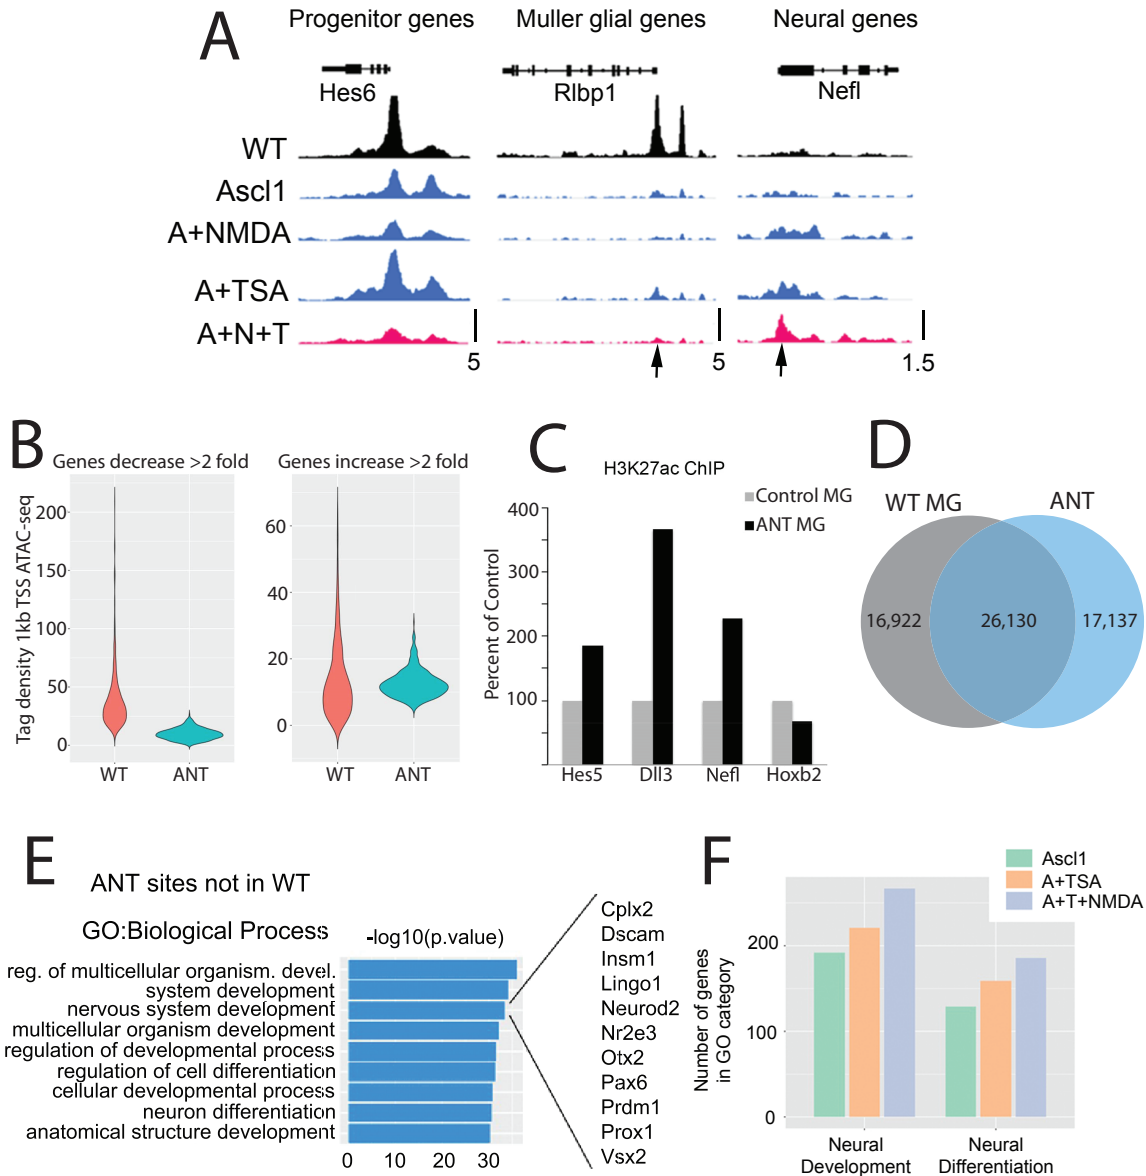 A
Progenitor genes
Muller glial genes
Neural genes
Hes6
Rlbp1
Nefl
WT
Ascl1
A+NMDA
A+TSA
A+N+T
5
5
1.5
B
Genes decrease >2 fold
Genes increase >2 fold
Tag density 1kb TSS ATAC-seq
200
150
100
50
0
60
40
20
0
WT
ANT
WT
ANT
C
H3K27ac ChIP
Control MG
ANT MG
Percent of Control
400
300
200
100
Hes5
Dll3
Nefl
Hoxb2
D
WT MG
ANT
16,922
26,130
17,137
E
ANT sites not in WT
GO:Biological Process
-log10(p.value)
reg. of multicellular organism. devel.
system development
nervous system development
multicellular organism development
regulation of developmental process
regulation of cell differentiation
cellular developmental process
neuron differentiation
anatomical structure development
0
10
20
30
Cplx2
Dscam
Insm1
Lingo1
Neurod2
Nr2e3
Otx2
Pax6
Prdm1
Prox1
Vsx2
F
Ascl1
A+TSA
A+T+NMDA
Number of genes
in GO category
200
100
0
Neural
Development
Neural
Differentiation